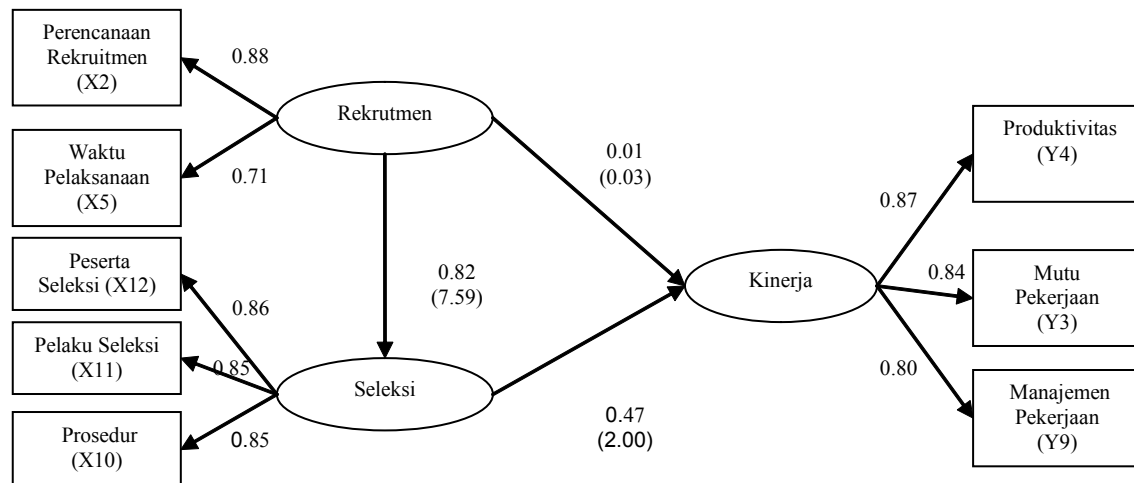 Perencanaan
Rekruitmen
(X2)
0.88
Waktu
Pelaksanaan
(X5)
0.71
Rekrutmen
0.01
(0.03)
Produktivitas
(Y4)
0.87
Peserta
Seleksi (X12)
0.86
0.82
(7.59)
Kinerja
0.84
Mutu
Pekerjaan
(Y3)
Pelaku Seleksi
(X11)
0.85
Seleksi
0.80
Manajemen
Pekerjaan
(Y9)
Prosedur
(X10)
0.85
0.47
(2.00)